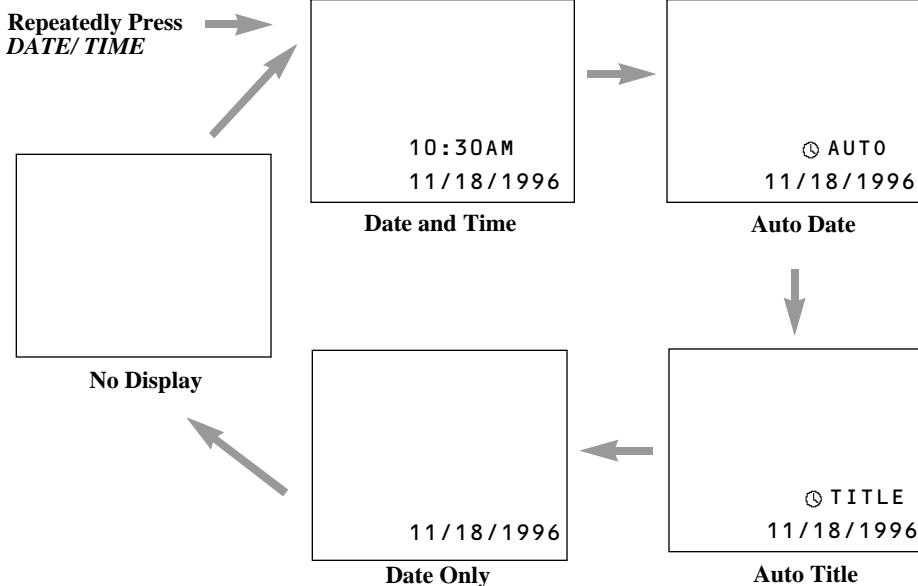 Repeatedly Press
DATE/ TIME
10:30AM
11/18/1996
Date and Time
AUTO
11/18/1996
Auto Date
TITLE
11/18/1996
Auto Title
11/18/1996
Date Only
No Display